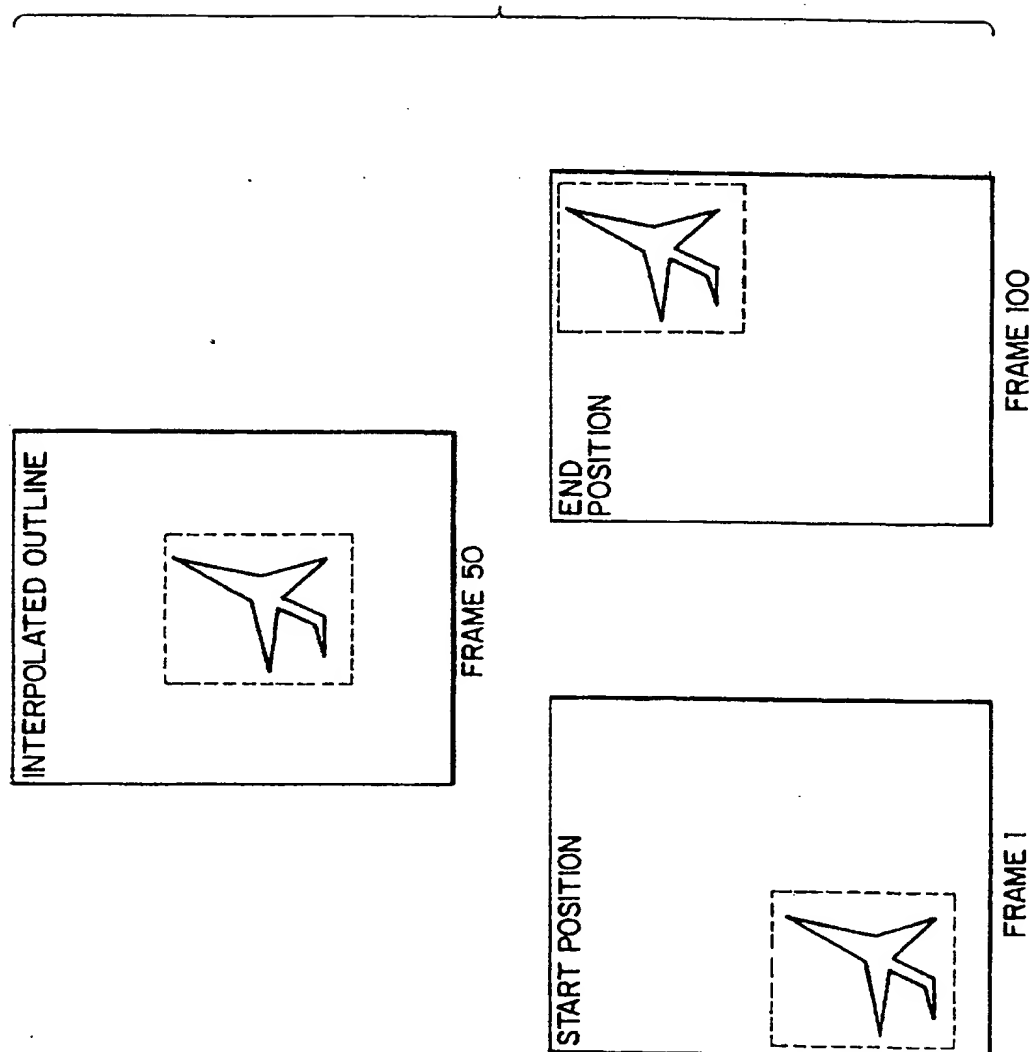 INTERPOLATED OUTLINE
FRAME 50
START POSITION
FRAME 1
END
POSITION
FRAME 100